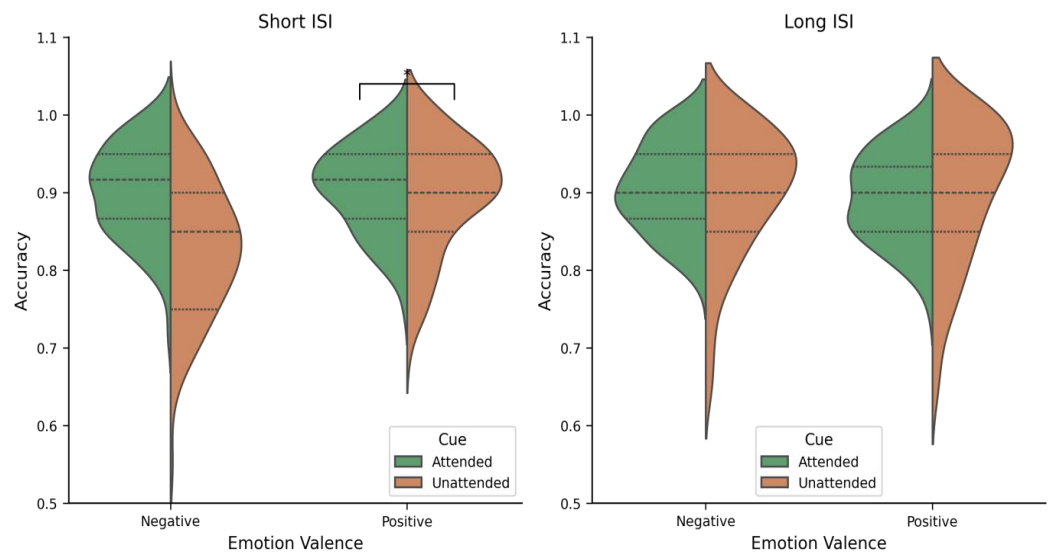 Short ISI
1.1
1.0
0.9
0.8
0.7
0.6
0.5
Accuracy
*
Negative
Positive
Emotion Valence
Cue
Attended
Unattended
Long ISI
1.1
1.0
0.9
0.8
0.7
0.6
0.5
Accuracy
Negative
Positive
Emotion Valence
Cue
Attended
Unattended